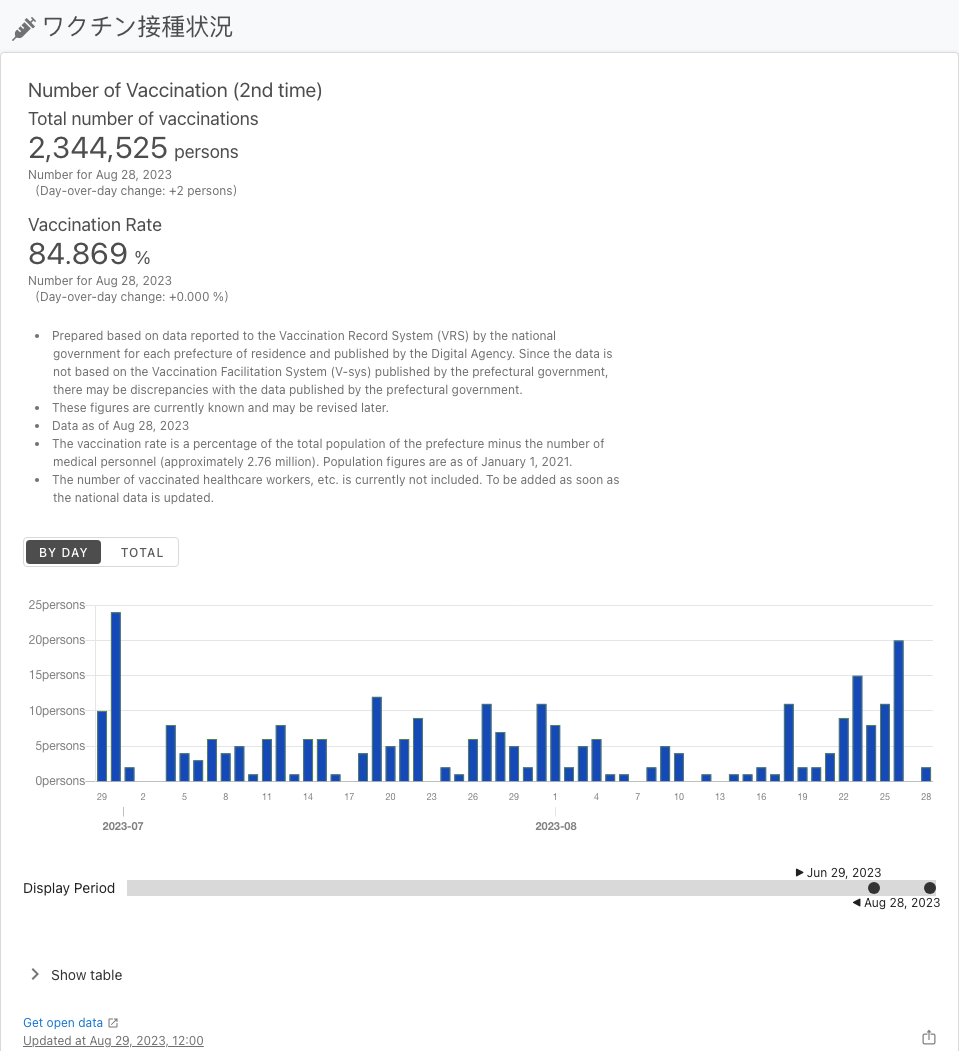 ワクチン接種状況
Number of Vaccination (2nd time)
Total number of vaccinations
2,344,525 persons
Number for Aug 28, 2023
(Day-over-day change: +2 persons)
Vaccination Rate
84.869 %
Number for Aug 28, 2023
(Day-over-day change: +0.000 %)
• Prepared based on data reported to the Vaccination Record System (VRS) by the national
government for each prefecture of residence and published by the Digital Agency. Since the data is
not based on the Vaccination Facilitation System (V-sys) published by the prefectural government,
there may be discrepancies with the data published by the prefectural government.
• These figures are currently known and may be revised later.
• Data as of Aug 28, 2023
• The vaccination rate is a percentage of the total population of the prefecture minus the number of
medical personnel (approximately 2.76 million). Population figures are as of January 1, 2021.
• The number of vaccinated healthcare workers, etc. is currently not included. To be added as soon as
the national data is updated.
BY DAY TOTAL
25persons
20persons
15persons
10persons
5persons
0persons
29 2 5 8 11 14 17 20 23 26 29 1 4 7 10 13 16 19 22 25 28
2023-07 2023-08
Jun 29, 2023
Display Period
Aug 28, 2023
Show table
Get open data
Updated at Aug 29, 2023, 12:00